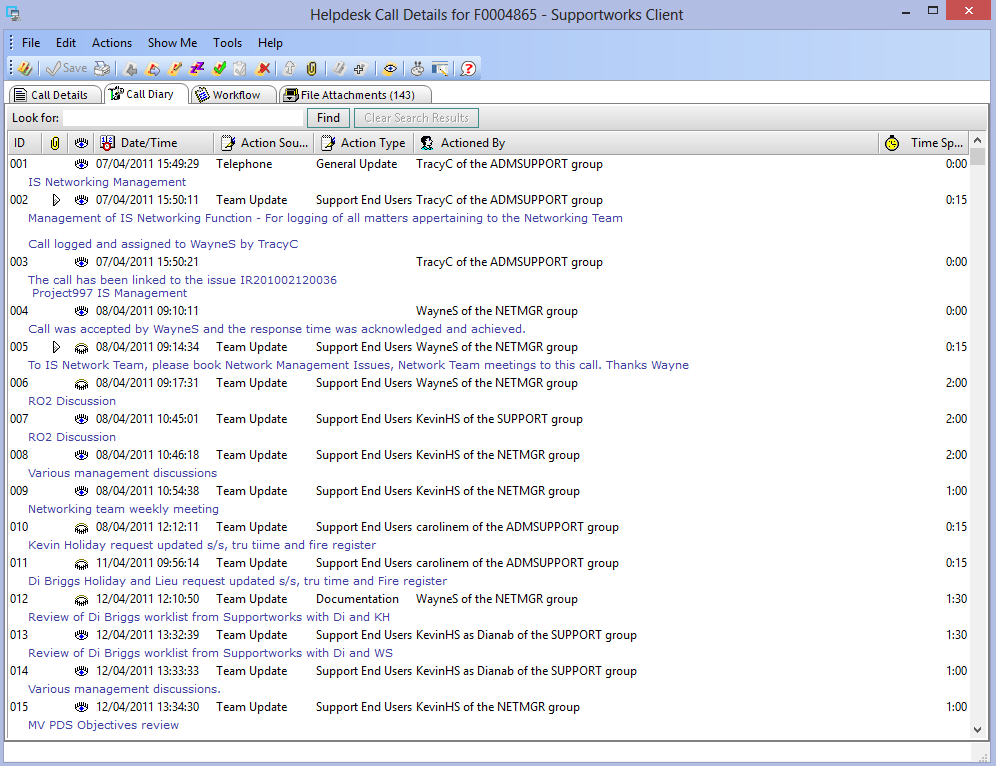 Helpdesk Call Details for F0004865 - Supportworks Client
File Edit Actions Show Me Tools Help
Save
Call Details Call Diary Workflow File Attachments (143)
Look for: Find Clear Search Results
ID Date/Time Action Sou... Action Type Actioned By Time Sp...
001 07/04/2011 15:49:29 Telephone General Update TracyC of the ADMSUPPORT group 0:00
IS Networking Management
002 07/04/2011 15:50:11 Team Update Support End Users TracyC of the ADMSUPPORT group 0:15
Management of IS Networking Function - For logging of all matters appertaining to the Networking Team
Call logged and assigned to WayneS by TracyC
003 07/04/2011 15:50:21 TracyC of the ADMSUPPORT group 0:00
The call has been linked to the issue IR201002120036
Project997 IS Management
004 08/04/2011 09:10:11 WayneS of the NETMGR group 0:00
Call was accepted by WayneS and the response time was acknowledged and achieved.
005 08/04/2011 09:14:34 Team Update Support End Users WayneS of the NETMGR group 0:15
To IS Network Team, please book Network Management Issues, Network Team meetings to this call. Thanks Wayne
006 08/04/2011 09:17:31 Team Update Support End Users WayneS of the NETMGR group 2:00
RO2 Discussion
007 08/04/2011 10:45:01 Team Update Support End Users KevinHS of the SUPPORT group 2:00
RO2 Discussion
008 08/04/2011 10:46:18 Team Update Support End Users KevinHS of the NETMGR group 2:00
Various management discussions
009 08/04/2011 10:54:38 Team Update Support End Users KevinHS of the NETMGR group 1:00
Networking team weekly meeting
010 08/04/2011 12:12:11 Team Update Support End Users carolinem of the ADMSUPPORT group 0:15
Kevin Holiday request updated s/s, tru tiime and fire register
011 11/04/2011 09:56:14 Team Update Support End Users carolinem of the ADMSUPPORT group 0:15
Di Briggs Holiday and Lieu request updated s/s, tru time and Fire register
012 12/04/2011 12:10:50 Team Update Documentation WayneS of the NETMGR group 1:30
Review of Di Briggs worklist from Supportworks with Di and KH
013 12/04/2011 13:32:39 Team Update Support End Users KevinHS as Dianab of the SUPPORT group 1:30
Review of Di Briggs worklist from Supportworks with Di and WS
014 12/04/2011 13:33:33 Team Update Support End Users KevinHS as Dianab of the SUPPORT group 1:00
Various management discussions.
015 12/04/2011 13:34:30 Team Update Support End Users KevinHS of the NETMGR group 1:00
MV PDS Objectives review